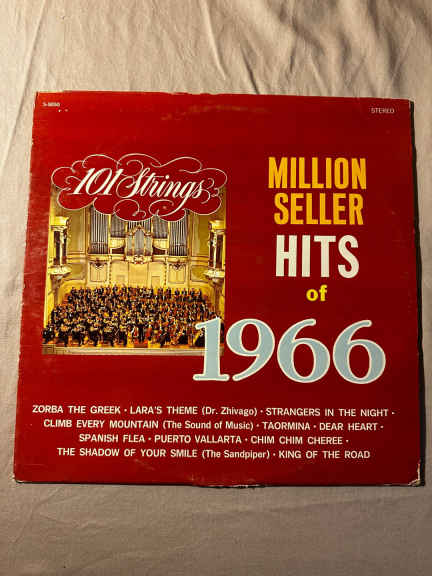 S-5050
STEREO
101 Strings
MILLION
SELLER
HITS
of
1966
ZORBA THE GREEK • LARA'S THEME (Dr. Zhivago) • STRANGERS IN THE NIGHT •
CLIMB EVERY MOUNTAIN (The Sound of Music) • TAORMINA • DEAR HEART •
SPANISH FLEA • PUERTO VALLARTA • CHIM CHIM CHEREE •
THE SHADOW OF YOUR SMILE (The Sandpiper) • KING OF THE ROAD